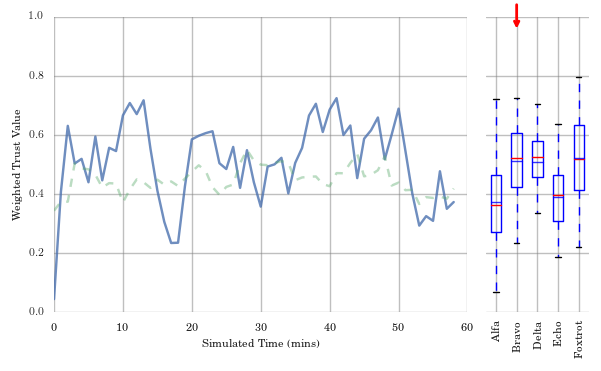 1.0
0.8
0.6
0.4
0.2
0.0
Weighted Trust Value
0 10 20 30 40 50 60
Simulated Time (mins)
Alfa
Bravo
Delta
Echo
Foxtrot